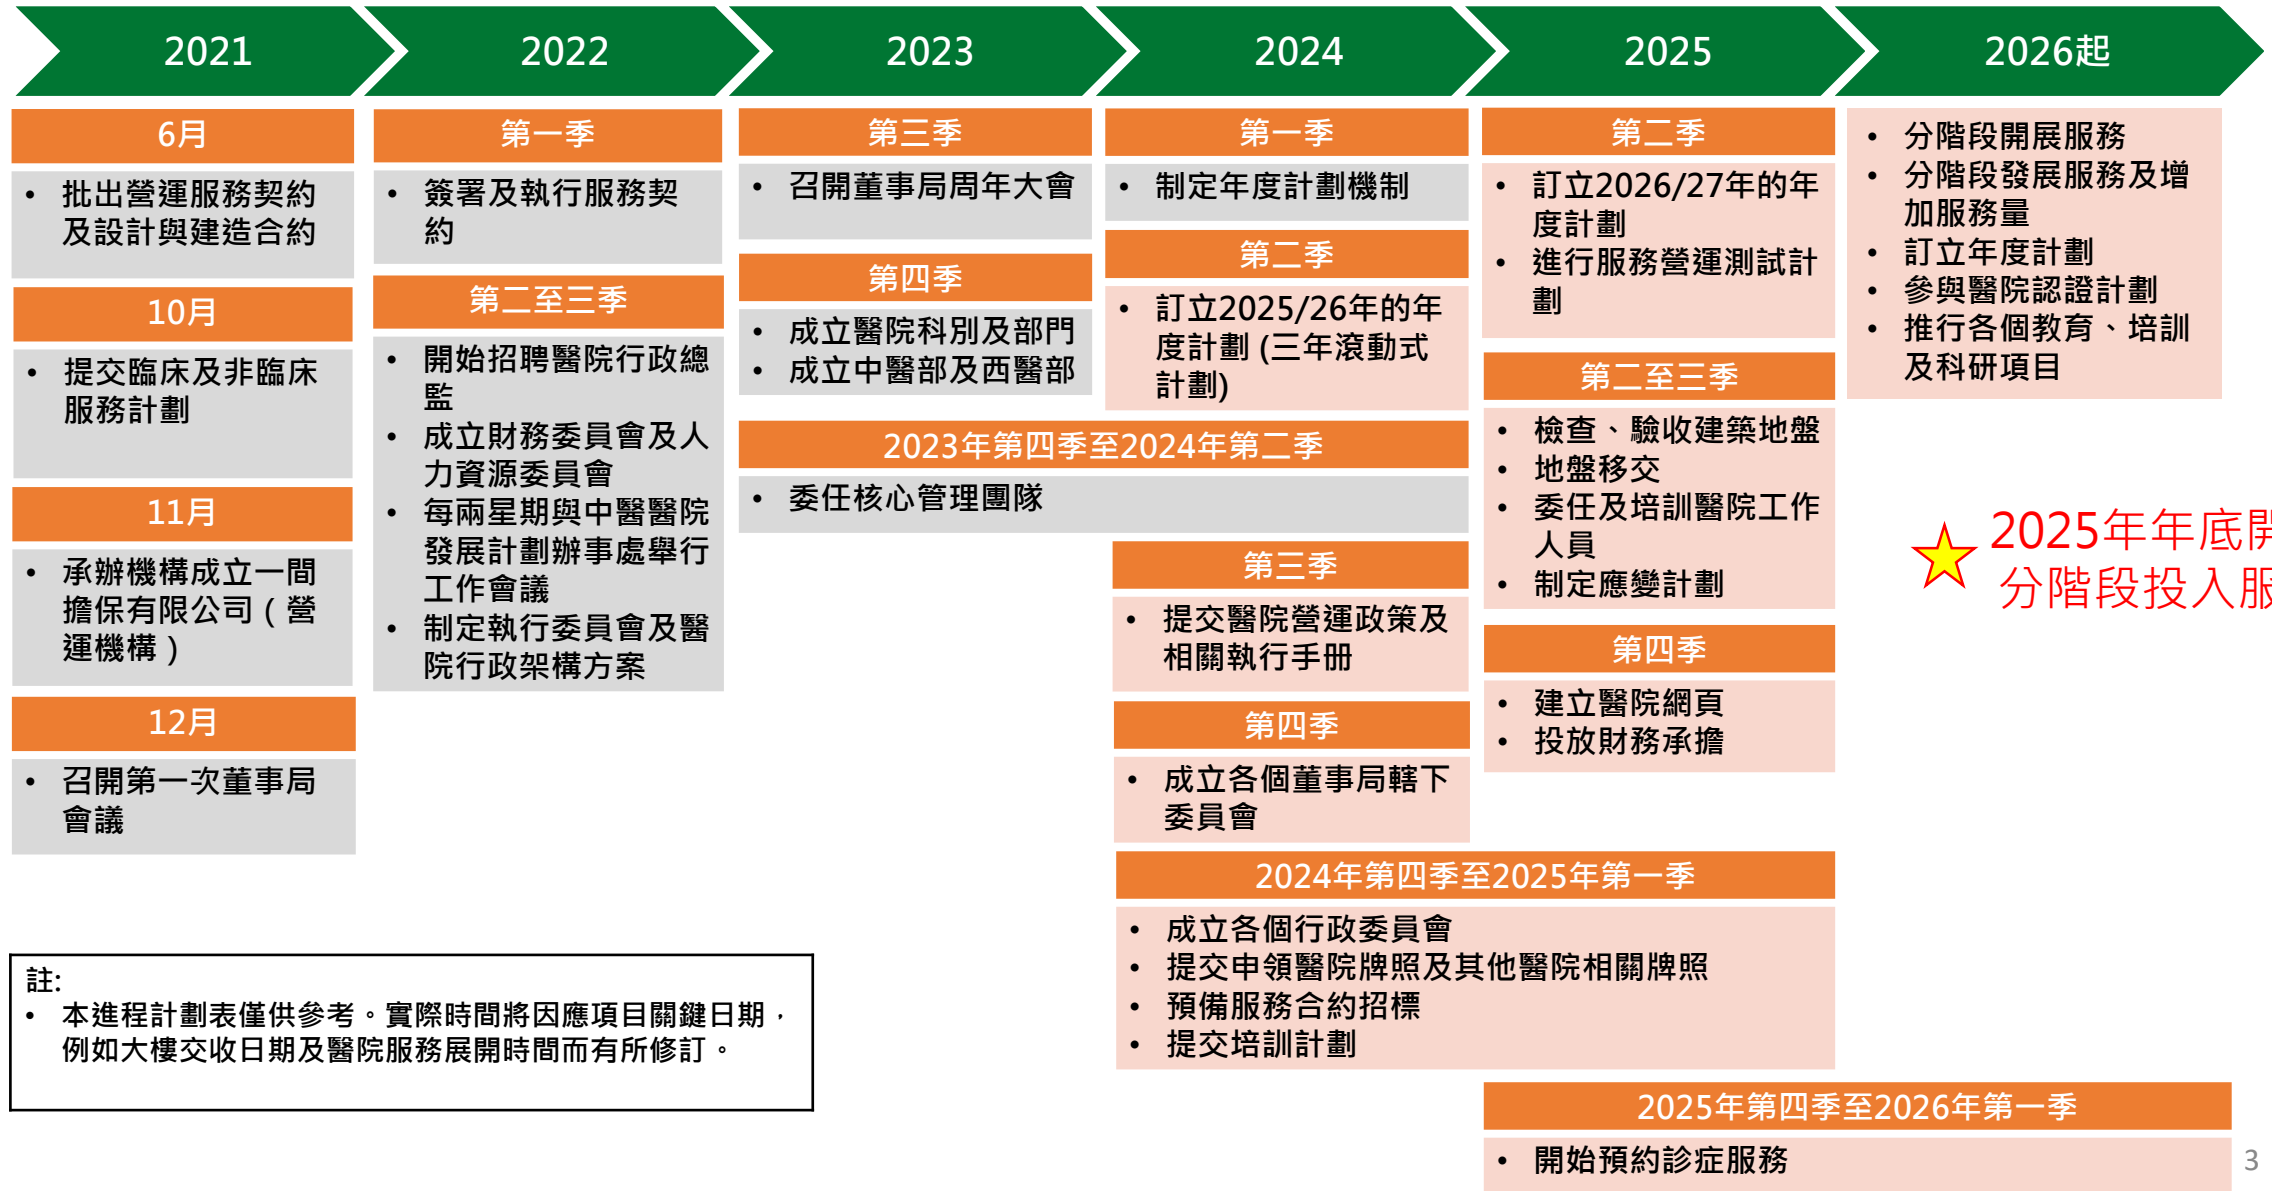 2021
2022
2023
2024
2025
2026起
6月
• 批出營運服務契約
及設計與建造合約
10月
• 提交臨床及非臨床
服務計劃
11月
• 承辦機構成立一間
擔保有限公司（營
運機構）
12月
• 召開第一次董事局
會議
第一季
• 簽署及執行服務契
約
第二至三季
• 開始招聘醫院行政總
監
• 成立財務委員會及人
力資源委員會
• 每兩星期與中醫醫院
發展計劃辦事處舉行
工作會議
• 制定執行委員會及醫
院行政架構方案
第三季
• 召開董事局周年大會
第四季
• 成立醫院科別及部門
• 成立中醫部及西醫部
2023年第四季至2024年第二季
• 委任核心管理團隊
第一季
• 制定年度計劃機制
第二季
• 訂立2025/26年的年
度計劃 (三年滾動式
計劃)
第三季
• 提交醫院營運政策及
相關執行手冊
第四季
• 成立各個董事局轄下
委員會
2024年第四季至2025年第一季
• 成立各個行政委員會
• 提交申領醫院牌照及其他醫院相關牌照
• 預備服務合約招標
• 提交培訓計劃
第二季
• 訂立2026/27年的年
度計劃
• 進行服務營運測試計
劃
第二至三季
• 檢查、驗收建築地盤
• 地盤移交
• 委任及培訓醫院工作
人員
• 制定應變計劃
第四季
• 建立醫院網頁
• 投放財務承擔
2025年第四季至2026年第一季
• 開始預約診症服務
• 分階段開展服務
• 分階段發展服務及增
加服務量
• 訂立年度計劃
• 參與醫院認證計劃
• 推行各個教育、培訓
及科研項目
2025年年底開
分階段投入服
註:
• 本進程計劃表僅供參考。實際時間將因應項目關鍵日期，
例如大樓交收日期及醫院服務展開時間而有所修訂。
3